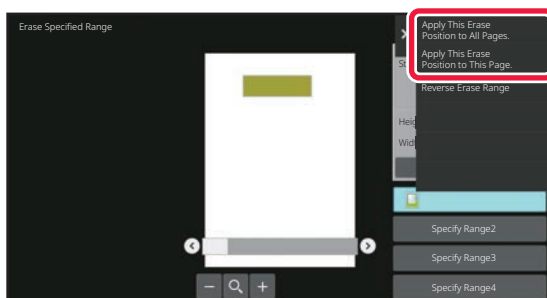 Erase Specified Range
Apply This Erase
Position to All Pages.
Apply This Erase
Position to This Page.
Reverse Erase Range
Specify Range2
Specify Range3
Specify Range4